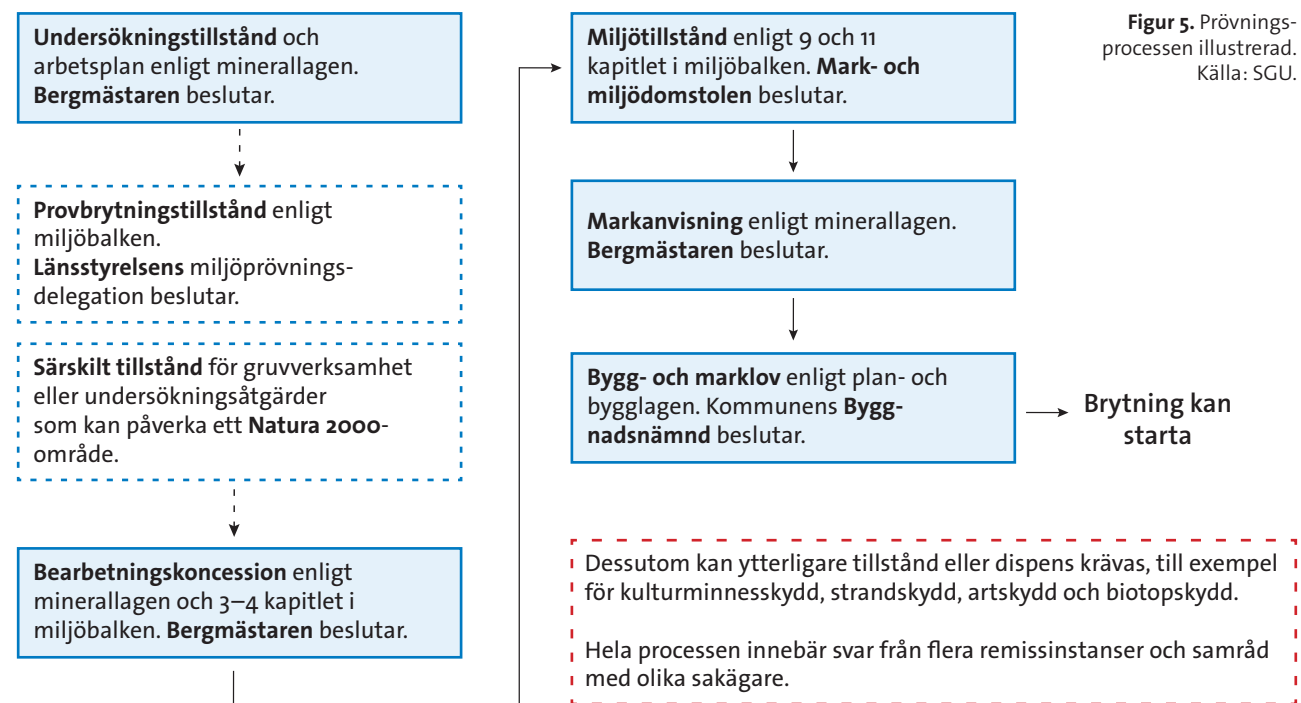 Undersökningstillstånd och
arbetsplan enligt minerallagen.
Bergmästaren beslutar.
Provbrytningstillstånd enligt
miljöbalken.
Länsstyrelsens miljöprövnings-
delegation beslutar.
Särskilt tillstånd för gruvverksamhet
eller undersökningsåtgärder
som kan påverka ett Natura 2000-
område.
Bearbetningskoncession enligt
minerallagen och 3–4 kapitlet i
miljöbalken. Bergmästaren beslutar.
Miljötillstånd enligt 9 och 11
kapitlet i miljöbalken. Mark- och
miljödomstolen beslutar.
Markanvisning enligt minerallagen.
Bergmästaren beslutar.
Bygg- och marklov enligt plan- och
bygglagen. Kommunens Bygg-
nadsnämnd beslutar.
Brytning kan
starta
Dessutom kan ytterligare tillstånd eller dispens krävas, till exempel
för kulturminnesskydd, strandskydd, artskydd och biotopskydd.
Hela processen innebär svar från flera remissinstanser och samråd
med olika sakägare.
Figur 5. Prövnings-
processen illustrerad.
Källa: SGU.